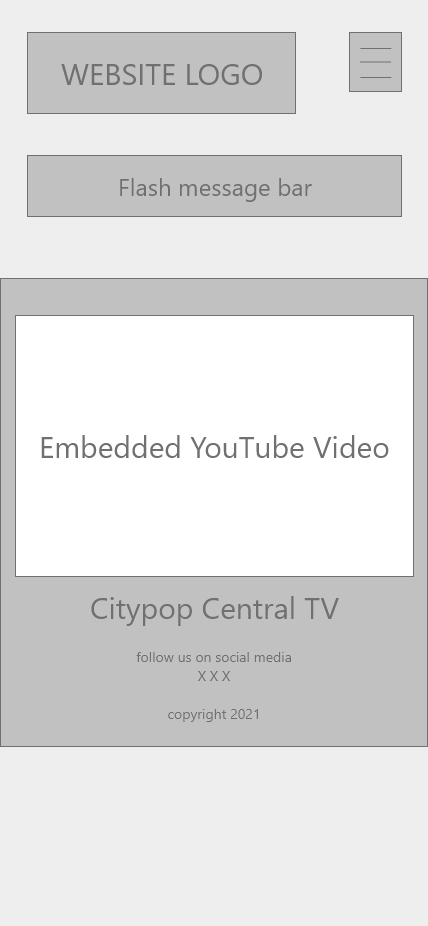 WEBSITE LOGO
Flash message bar
Embedded YouTube Video
Citypop Central TV
follow us on social media
X X X
copyright 2021